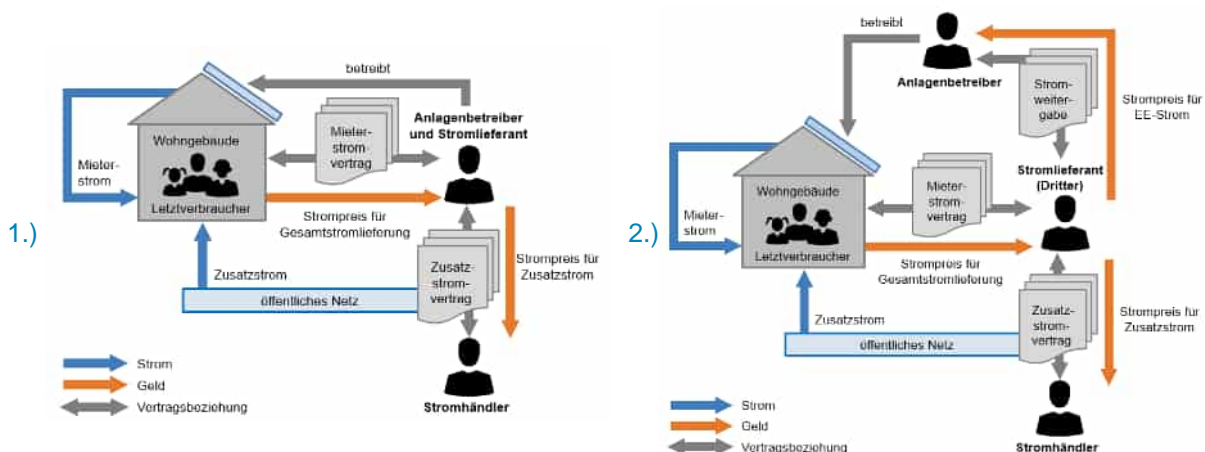 1.)
betreibt
Anlagenbetreiber
und Stromlieferant
Wohngebäude
Mieter-
strom-
vertrag
Mieter-
strom
Letztverbraucher
Strompreis für
Gesamtstromlieferung
Zusatzstrom
Zusatz-
strom-
vertrag
Strompreis für
Zusatzstrom
öffentliches Netz
Strom
Geld
Vertragsbeziehung
Stromhändler
2.)
betreibt
Anlagenbetreiber
Strom-
weiter-
gabe
Strompreis für
EE-Strom
Stromlieferant
(Dritter)
Wohngebäude
Mieter-
strom-
vertrag
Mieter-
strom
Letztverbraucher
Strompreis für
Gesamtstromlieferung
Zusatzstrom
Zusatz-
strom-
vertrag
Strompreis für
Zusatzstrom
öffentliches Netz
Strom
Geld
Vertragsbeziehung
Stromhändler